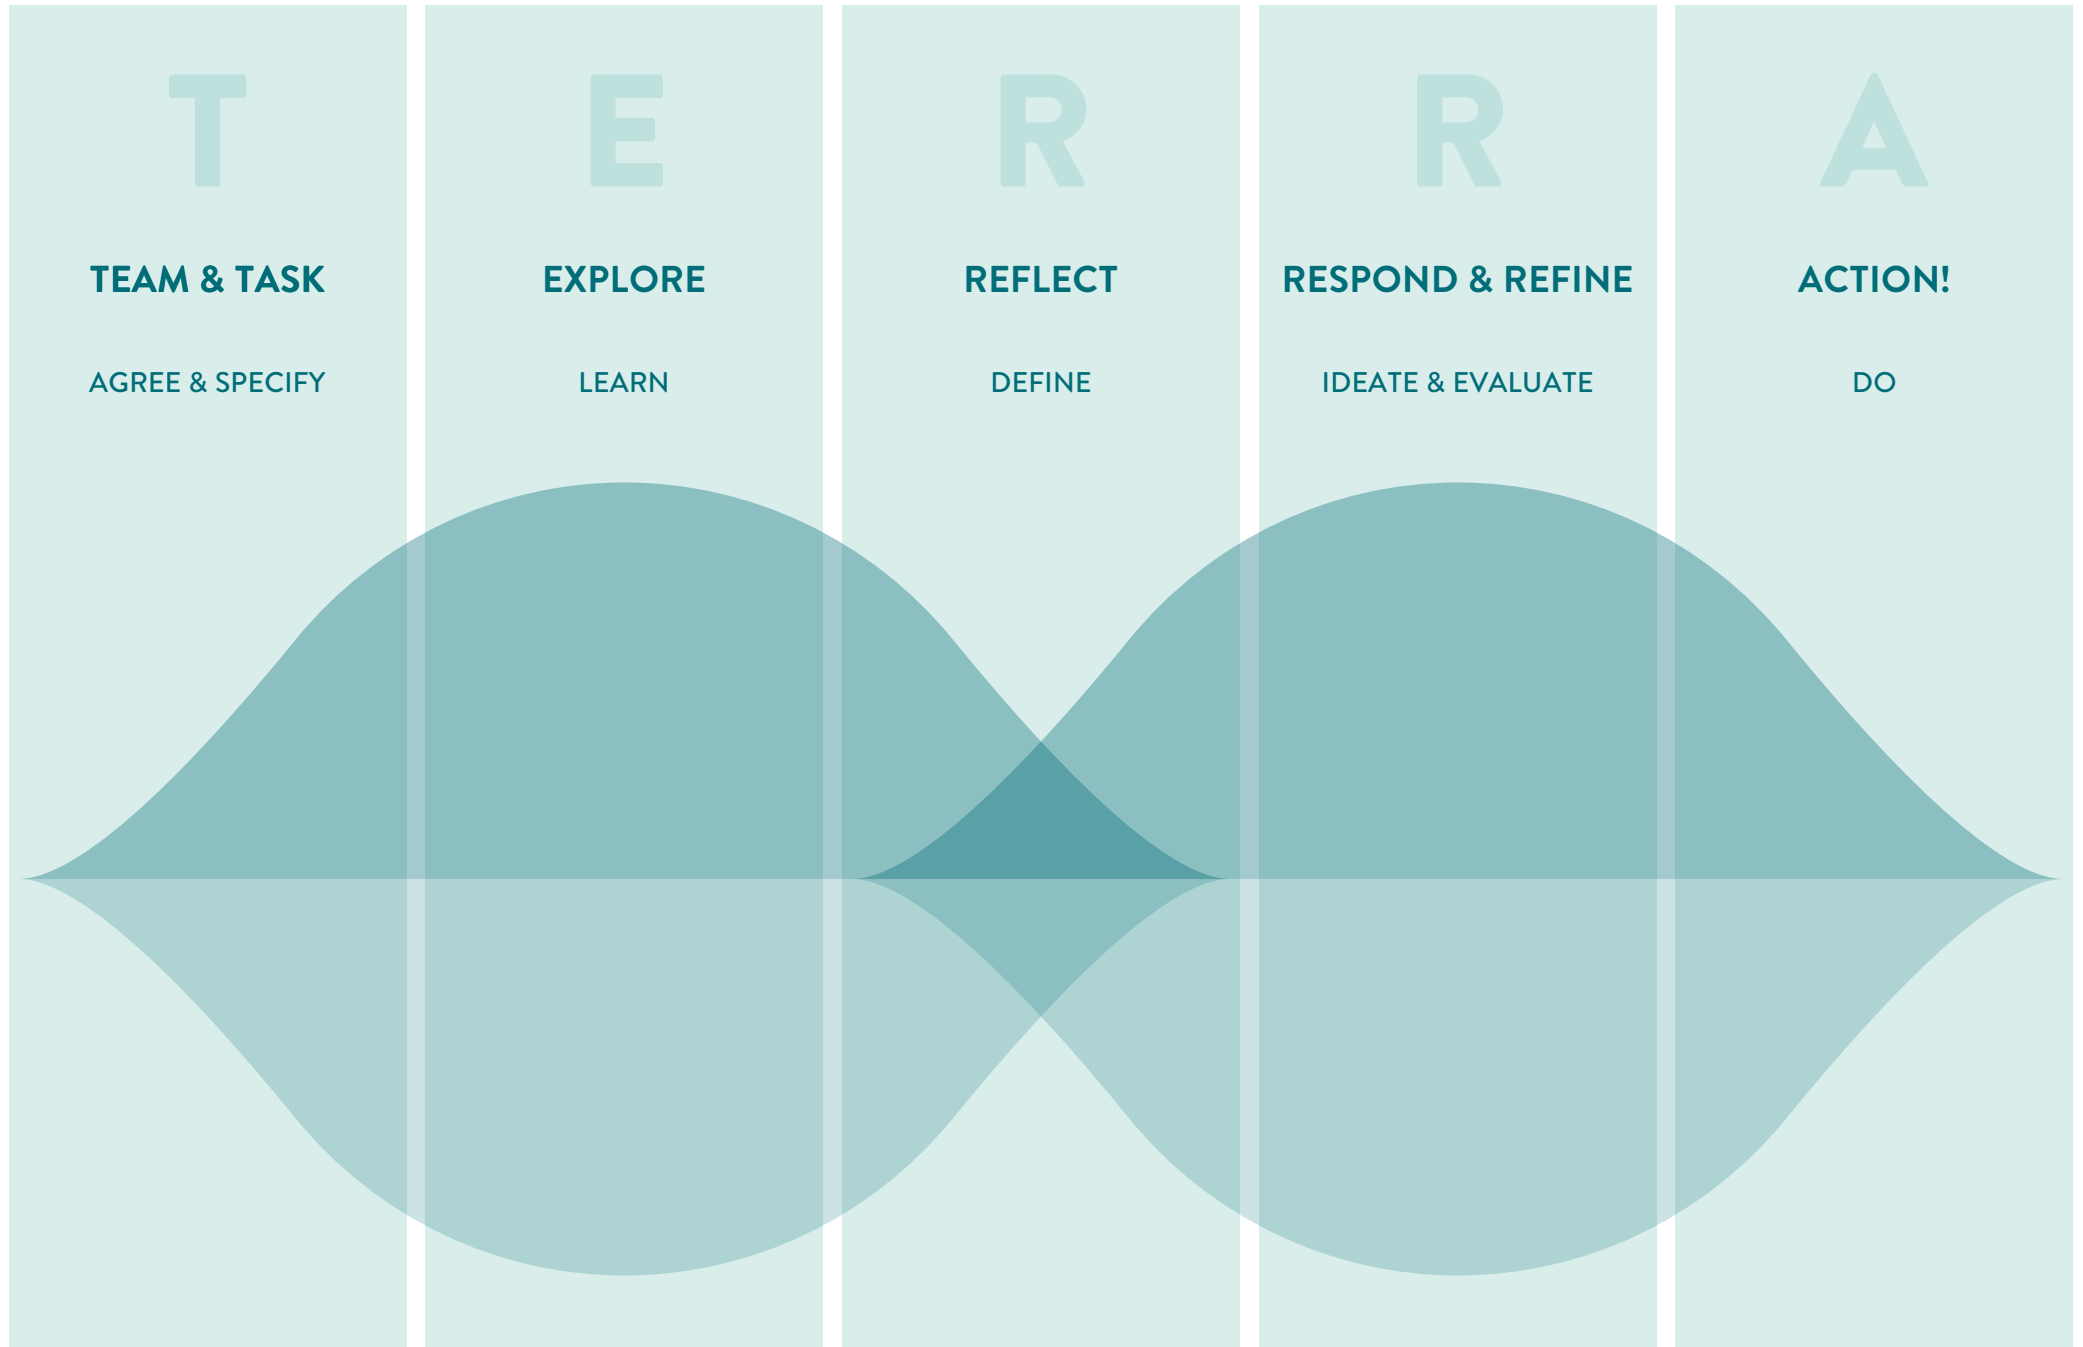 T
E
R
R
A
TEAM & TASK
EXPLORE
REFLECT
RESPOND & REFINE
ACTION!
AGREE & SPECIFY
LEARN
DEFINE
IDEATE & EVALUATE
DO